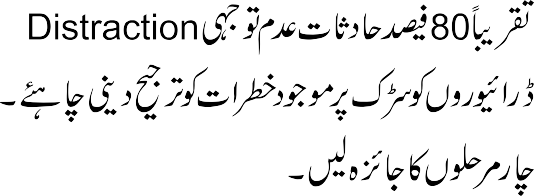 تقریباً 80 فیصد حادثات عدم توجہی Distraction
ڈرائیوروں کو سڑک پر موجود خطرات کو ترجیح دینی چاہئے۔
چار مرحلوں کا جائزہ لیں۔